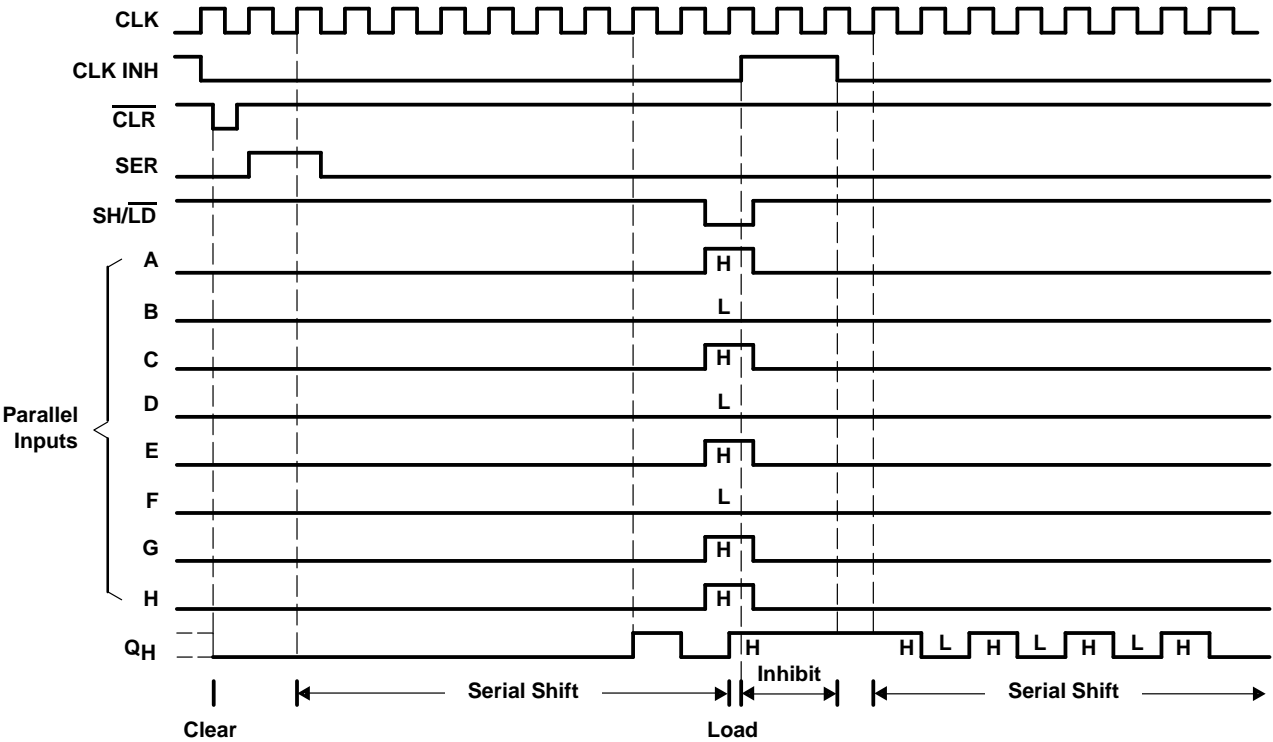 CLK
CLK INH
CLR
SER
SH/LD
A
H
B
L
C
H
D
L
Parallel
Inputs
E
H
F
L
G
H
H
H
QH
H
H L H L H L H
Inhibit
Serial Shift
Serial Shift
Clear
Load